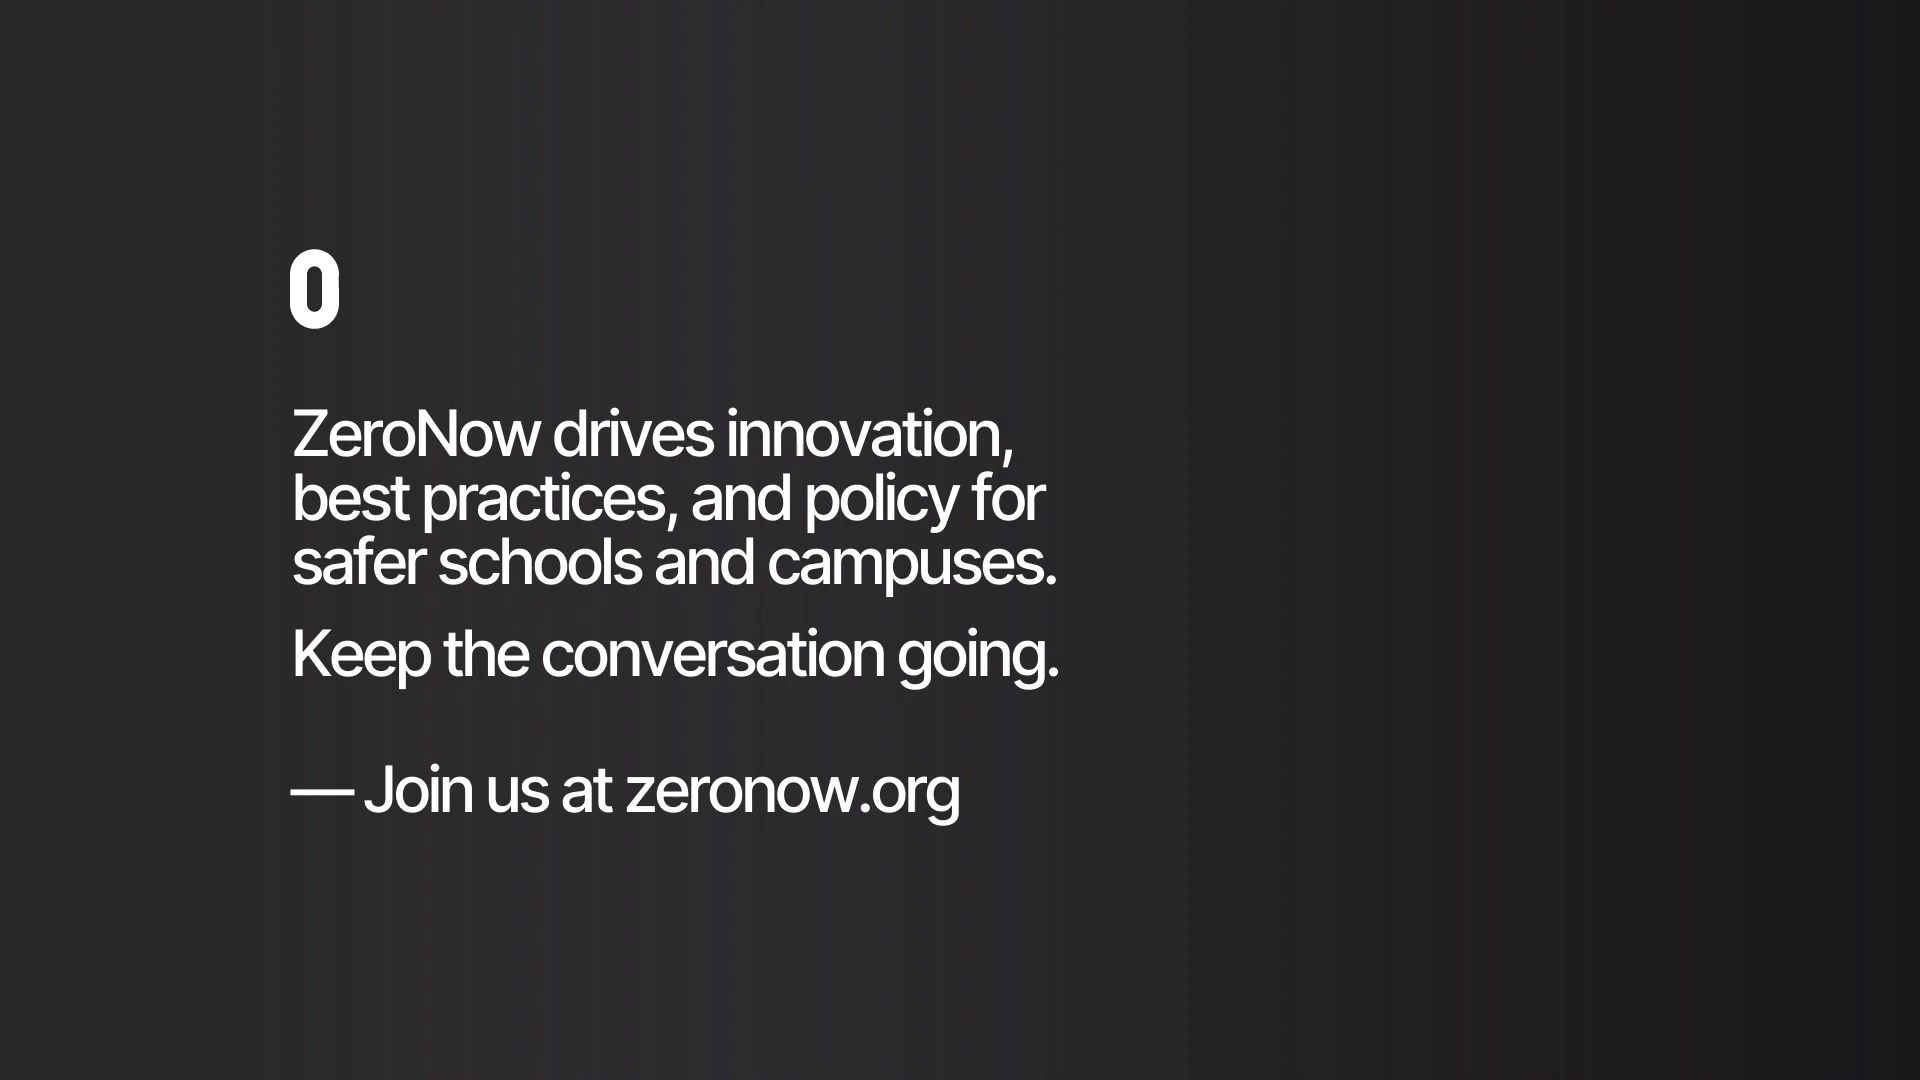 0
ZeroNow drives innovation,
best practices, and policy for
safer schools and campuses.
Keep the conversation going.
— Join us at zeronow.org